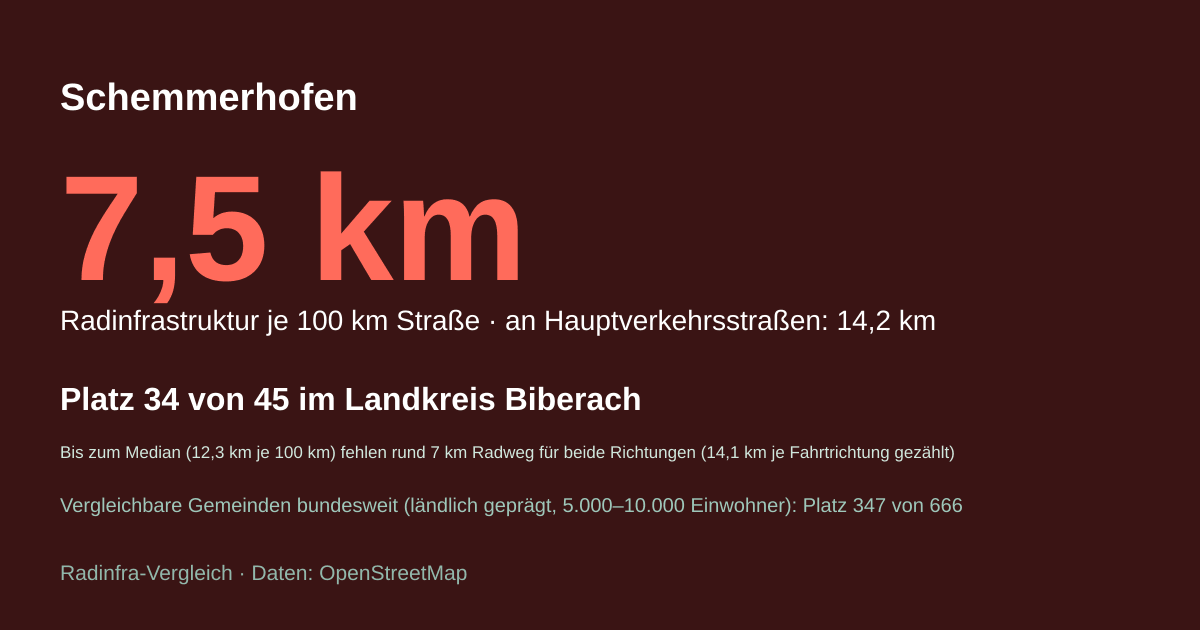 Schemmerhofen
7,5 km
Radinfrastruktur je 100 km Straße · an Hauptverkehrsstraßen: 14,2 km
Platz 34 von 45 im Landkreis Biberach
Bis zum Median (12,3 km je 100 km) fehlen rund 7 km Radweg für beide Richtungen (14,1 km je Fahrtrichtung gezählt)
Vergleichbare Gemeinden bundesweit (ländlich geprägt, 5.000–10.000 Einwohner): Platz 347 von 666
Radinfra-Vergleich · Daten: OpenStreetMap